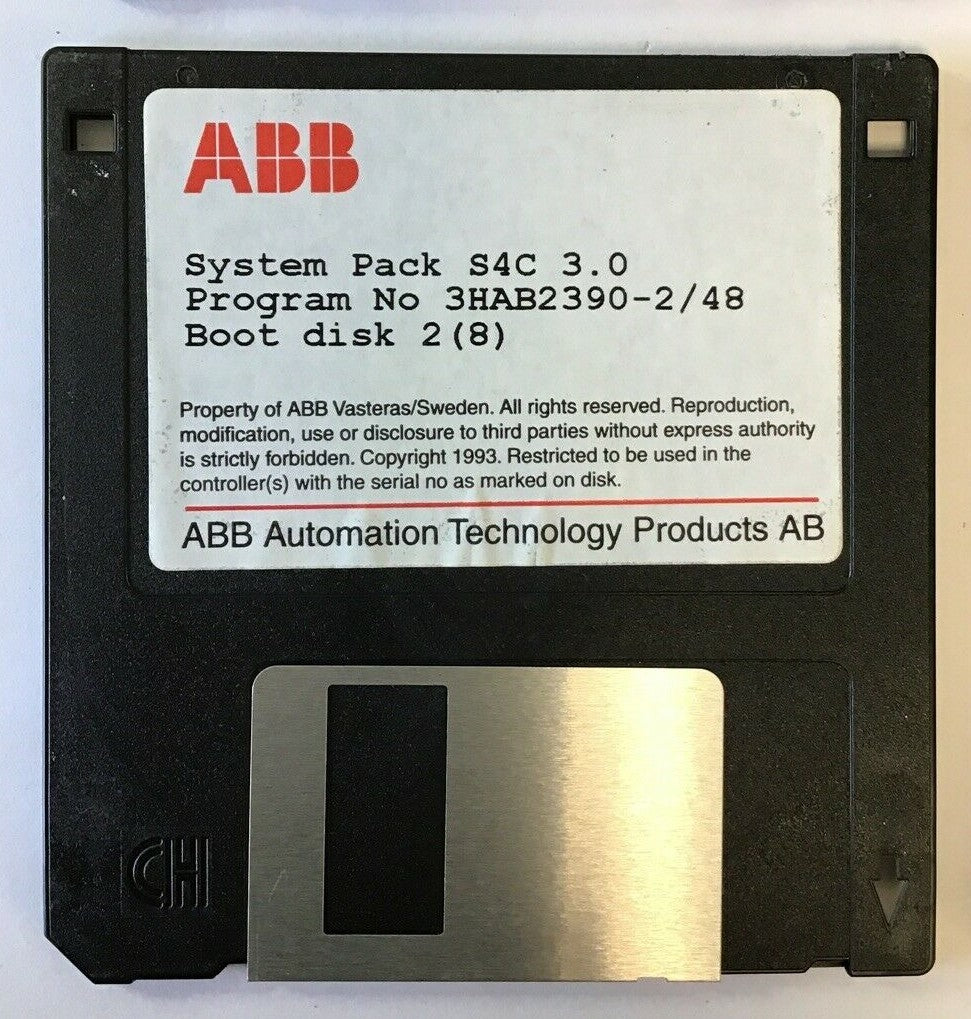 ABB
System Pack S4C 3.0
Program No 3HAB2390-2/48
Boot disk 2(8)
Property of ABB Vasteras/Sweden. All rights reserved. Reproduction,
modification, use or disclosure to third parties without express authority
is strictly forbidden. Copyright 1993. Restricted to be used in the
controller(s) with the serial no as marked on disk.
ABB Automation Technology Products AB
CH